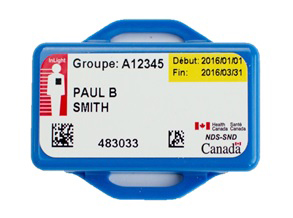 InLight
Groupe: A12345
Début: 2016/01/01
Fin: 2016/03/31
PAUL B
SMITH
483033
Health Canada
Santé Canada
NDS-SND
Canada